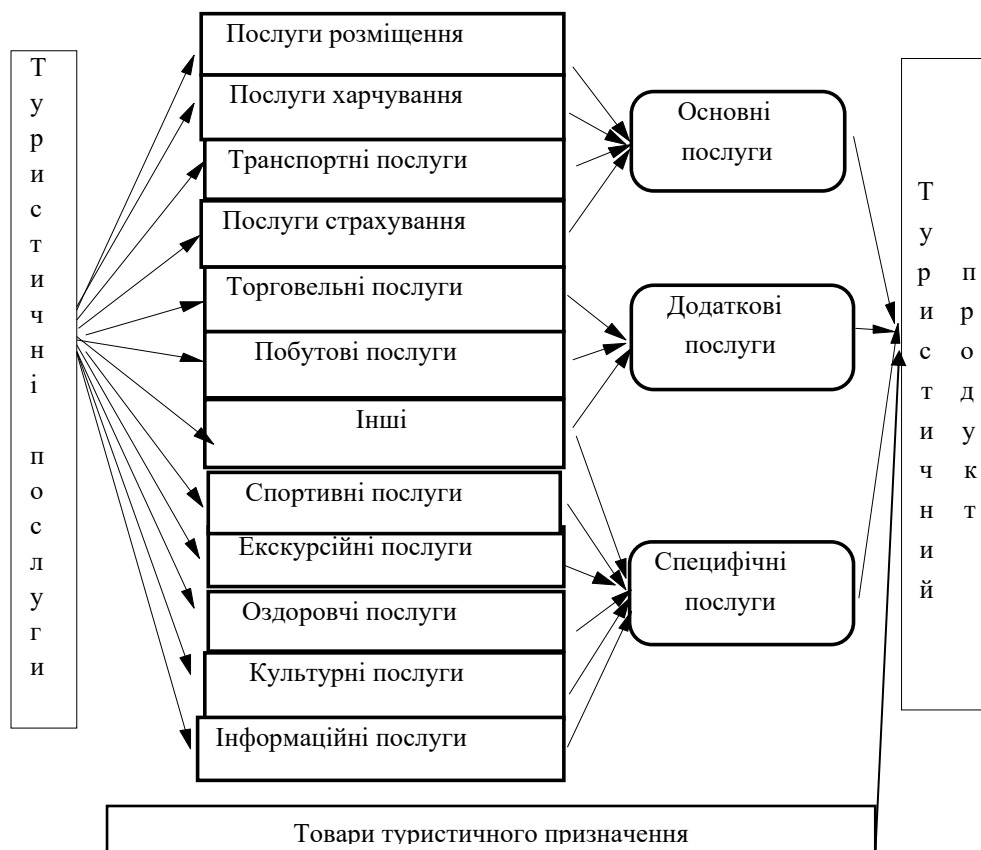 Туристичні послуги
Послуги розміщення
Послуги харчування
Транспортні послуги
Послуги страхування
Торговельні послуги
Побутові послуги
Інші
Спортивні послуги
Екскурсійні послуги
Оздоровчі послуги
Культурні послуги
Інформаційні послуги
Основні
послуги
Додаткові
послуги
Специфічні
послуги
Туристичний
продукт
Товари туристичного призначення